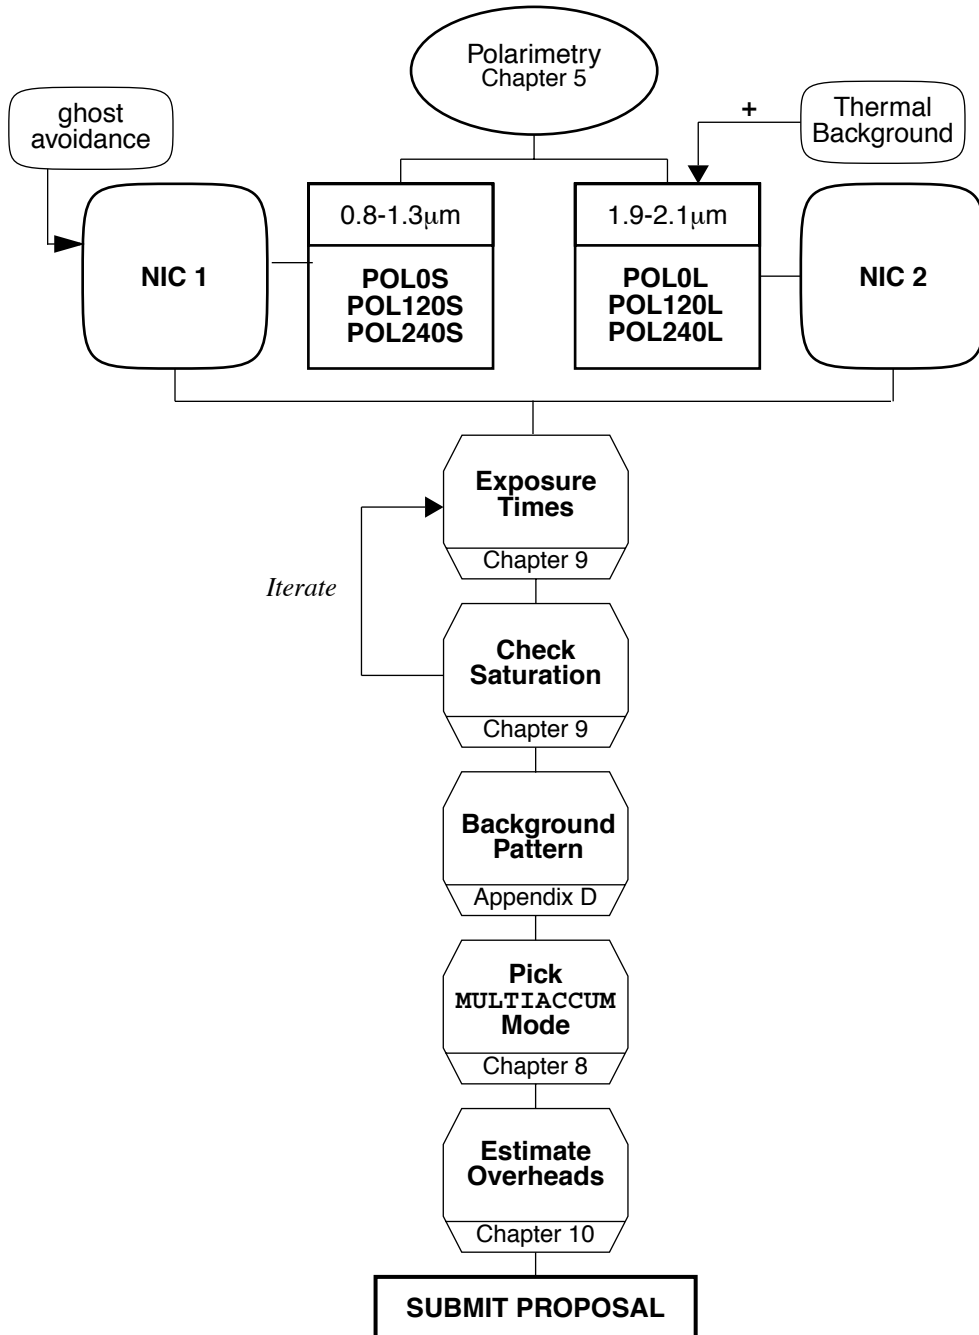 Polarimetry
Chapter 5
ghost
avoidance
+
Thermal
Background
0.8-1.3µm
1.9-2.1µm
NIC 1
POL0S
POL120S
POL240S
POL0L
POL120L
POL240L
NIC 2
Exposure
Times
Chapter 9
Iterate
Check
Saturation
Chapter 9
Background
Pattern
Appendix D
Pick
MULTIACCUM
Mode
Chapter 8
Estimate
Overheads
Chapter 10
SUBMIT PROPOSAL